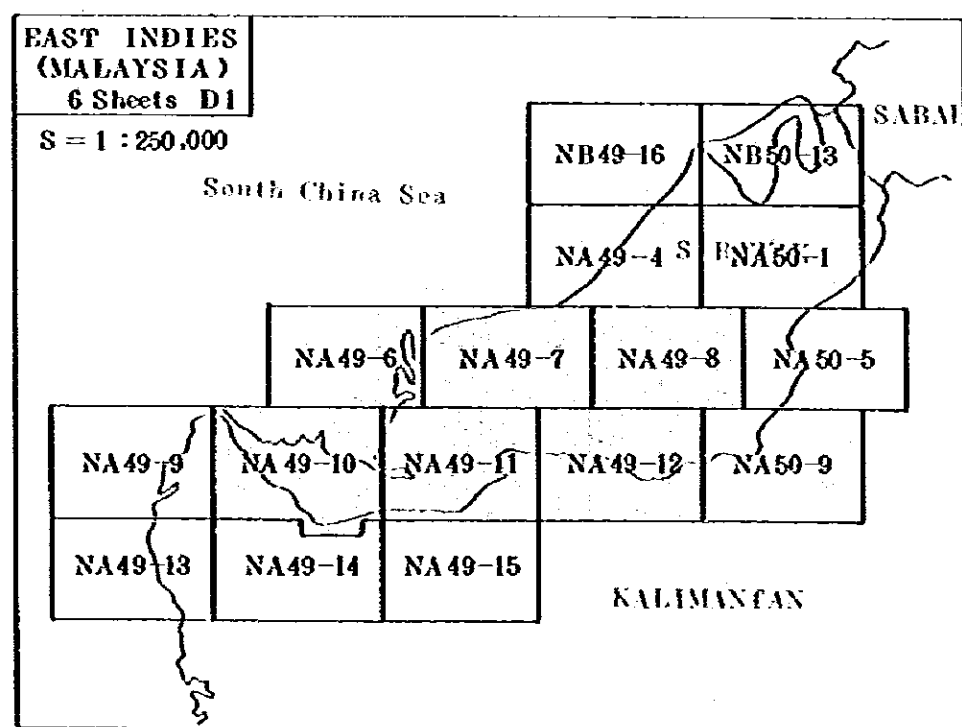 EAST INDIES
(MALAYSIA)
6 Sheets D1
S = 1 : 250,000
SABAH
NB49-16 NB50-13
South China Sea
NA49-4 NA50-1
NA49-6 NA49-7 NA49-8 NA50-5
NA49-9 NA49-10 NA49-11 NA49-12 NA50-9
NA49-13 NA49-14 NA49-15
KALIMANTAN